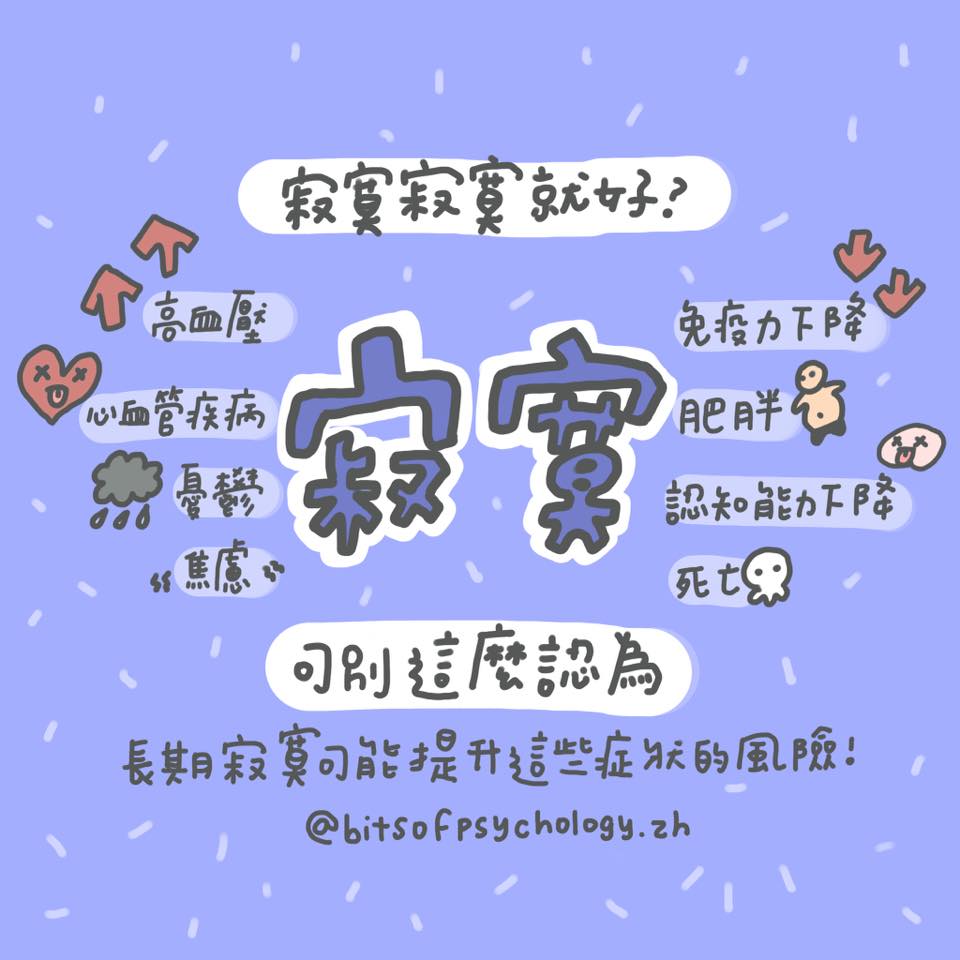 寂寞寂寞就好?
高血壓
心血管疾病
憂鬱
焦慮
寂寞
免疫力下降
肥胖
認知能力下降
死亡
可別這麼認為
長期寂寞可能提升這些症狀的風險!
@bitsofpsychology.zh